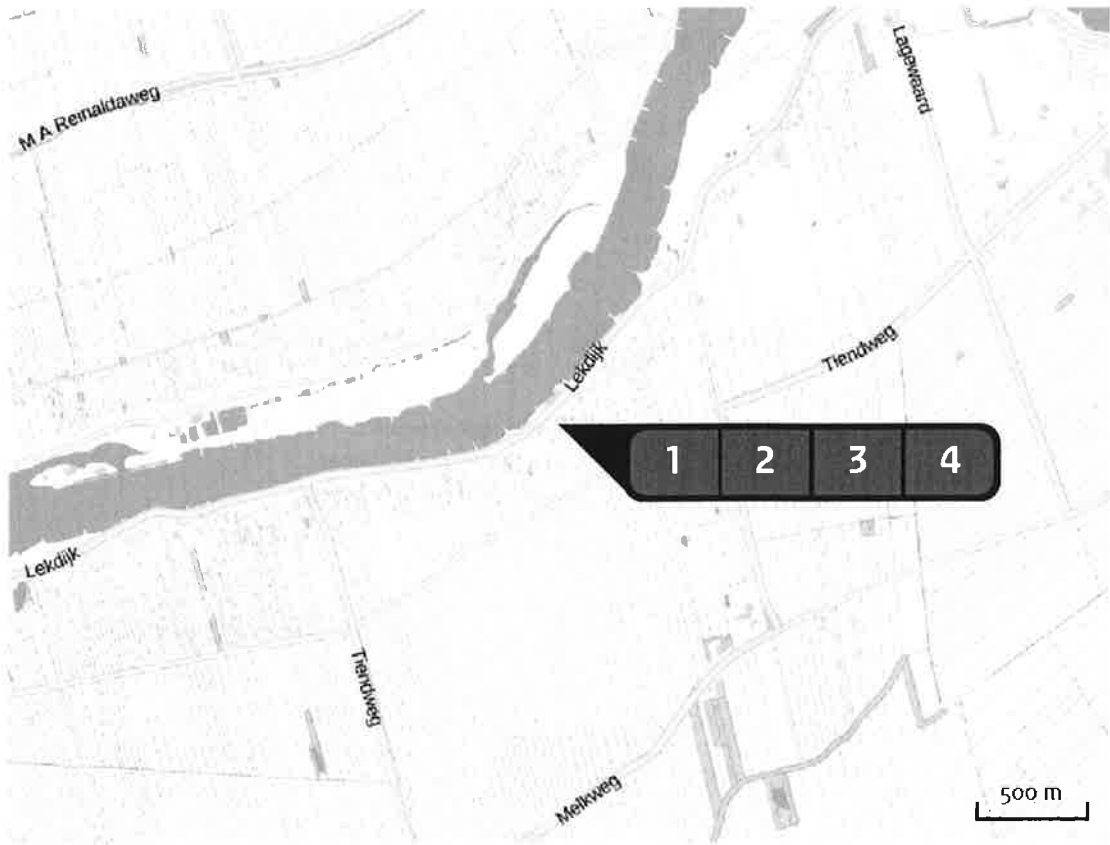 Lagewaard
M A Reinaldaweg
Lekdijk
Tiendweg
1 2 3 4
Lekdijk
Tiendweg
Melkweg
500 m